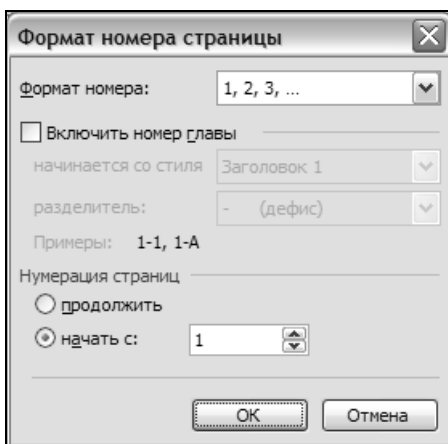 Формат номера страницы
Формат номера: 1, 2, 3, ...
Включить номер главы
начинается со стиля Заголовок 1
разделитель: - (дефис)
Примеры: 1-1, 1-A
Нумерация страниц
продолжить
начать с: 1
ОК Отмена